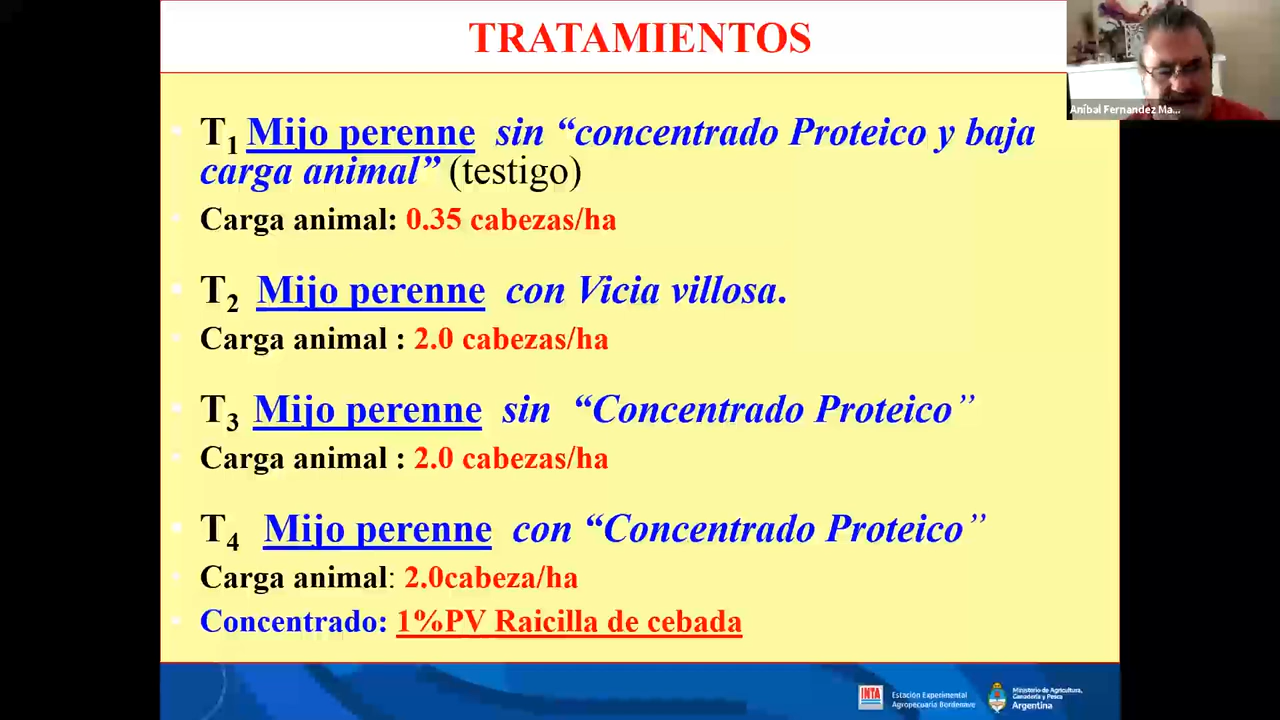 TRATAMIENTOS
Aníbal Fernandez Ma...
T1 Mijo perenne sin “concentrado Proteico y baja
carga animal” (testigo)
Carga animal: 0.35 cabezas/ha
T2 Mijo perenne con Vicia villosa.
Carga animal : 2.0 cabezas/ha
T3 Mijo perenne sin “Concentrado Proteico”
Carga animal : 2.0 cabezas/ha
T4 Mijo perenne con “Concentrado Proteico”
Carga animal: 2.0cabeza/ha
Concentrado: 1%PV Raicilla de cebada
INTA
Estación Experimental
Agropecuaria Bordenave
Ministerio de Agricultura,
Ganadería y Pesca
Argentina